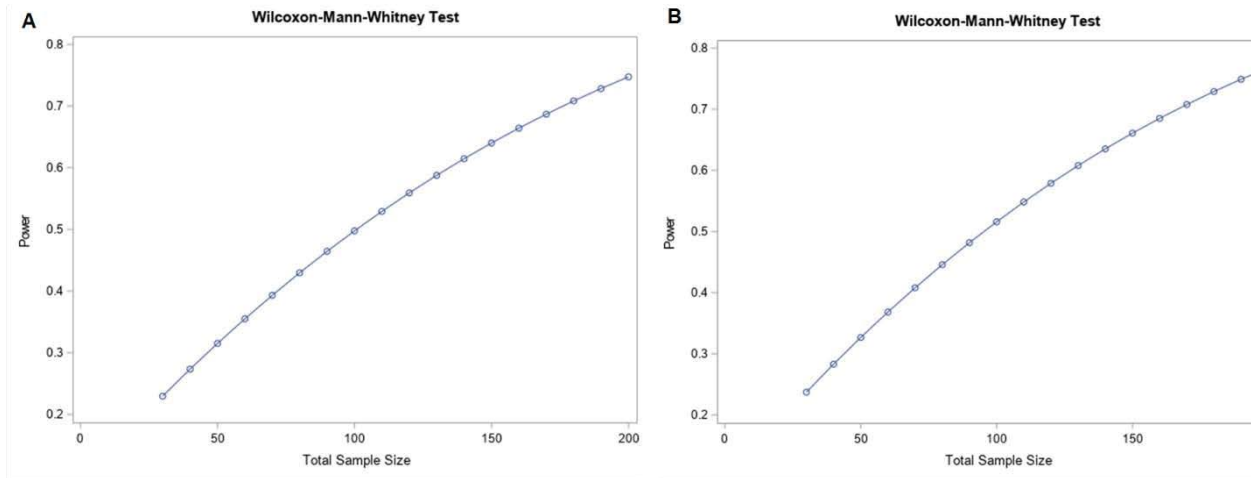 A
Wilcoxon-Mann-Whitney Test
0.8
0.7
0.6
0.5
0.4
0.3
0.2
Power
0 50 100 150 200
Total Sample Size
B
Wilcoxon-Mann-Whitney Test
0.8
0.7
0.6
0.5
0.4
0.3
0.2
Power
0 50 100 150
Total Sample Size